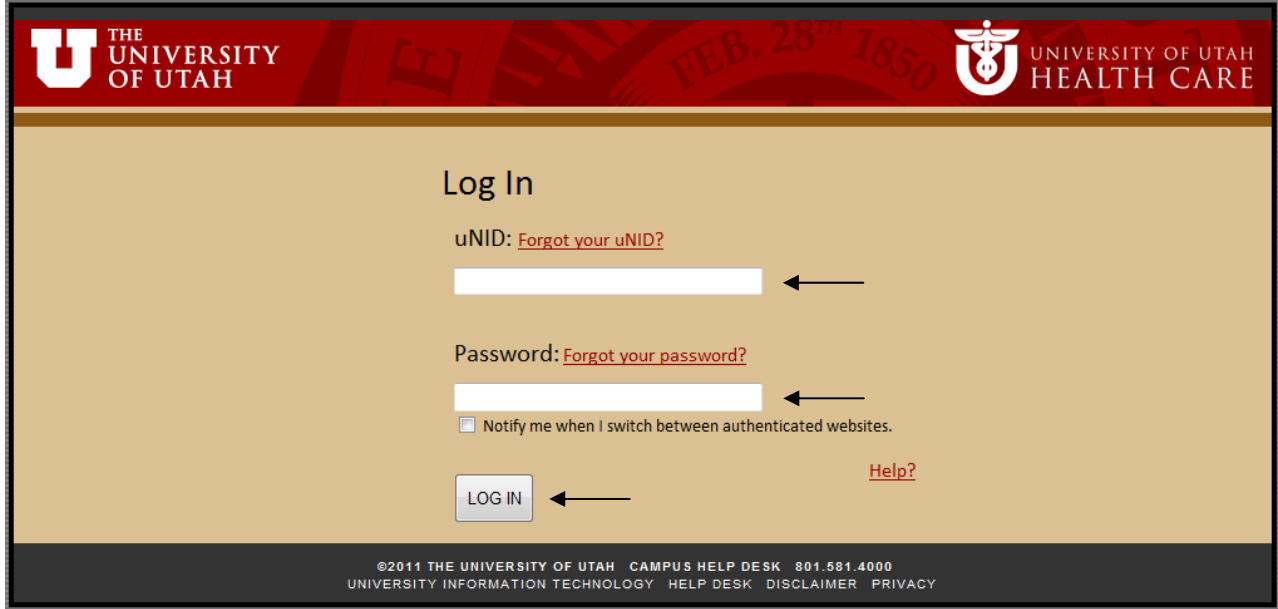 THE
UNIVERSITY
OF UTAH
FEB. 28TH 1850
UNIVERSITY OF UTAH
HEALTH CARE
Log In
uNID: Forgot your uNID?
Password: Forgot your password?
Notify me when I switch between authenticated websites.
Help?
LOG IN
©2011 THE UNIVERSITY OF UTAH CAMPUS HELP DESK 801.581.4000
UNIVERSITY INFORMATION TECHNOLOGY HELP DESK DISCLAIMER PRIVACY